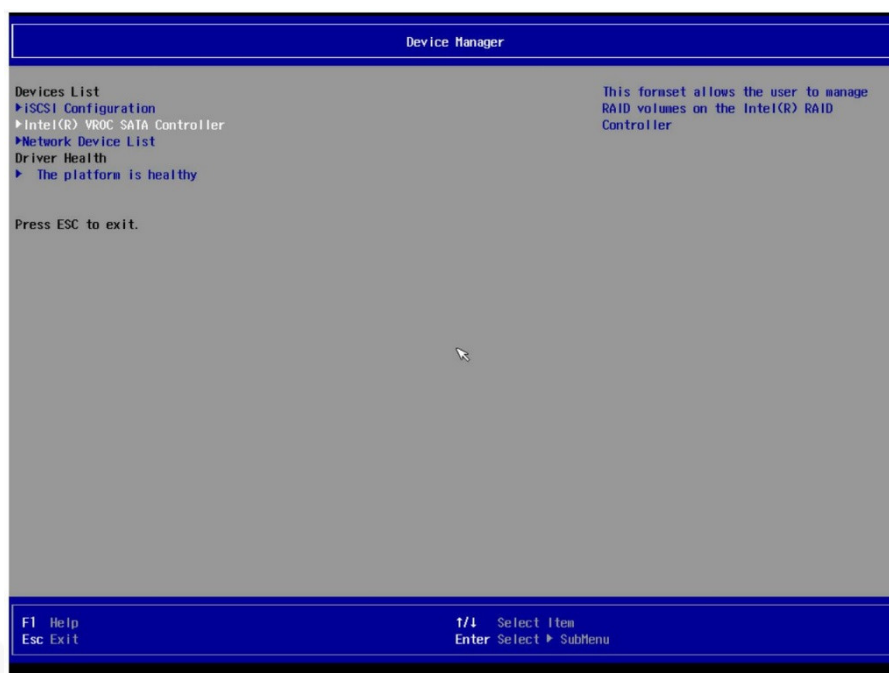 Device Manager
Devices List
▶iSCSI Configuration
▶Intel(R) VROC SATA Controller
▶Network Device List
Driver Health
▶ The platform is healthy
Press ESC to exit.
This formset allows the user to manage
RAID volumes on the Intel(R) RAID
Controller
F1 Help
Esc Exit
↑/↓ Select Item
Enter Select ▶ SubMenu